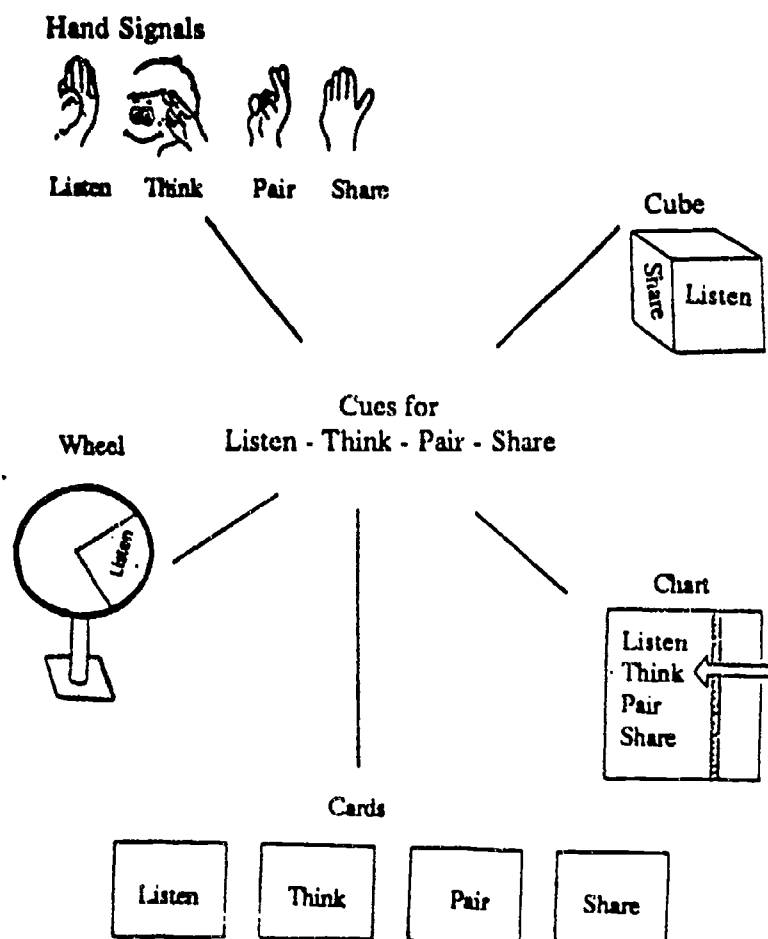 Hand Signals
Listen Think Pair Share
Cube
Share Listen
Cues for
Listen - Think - Pair - Share
Wheel
Listen
Chart
Listen
Think
Pair
Share
Cards
Listen Think Pair Share